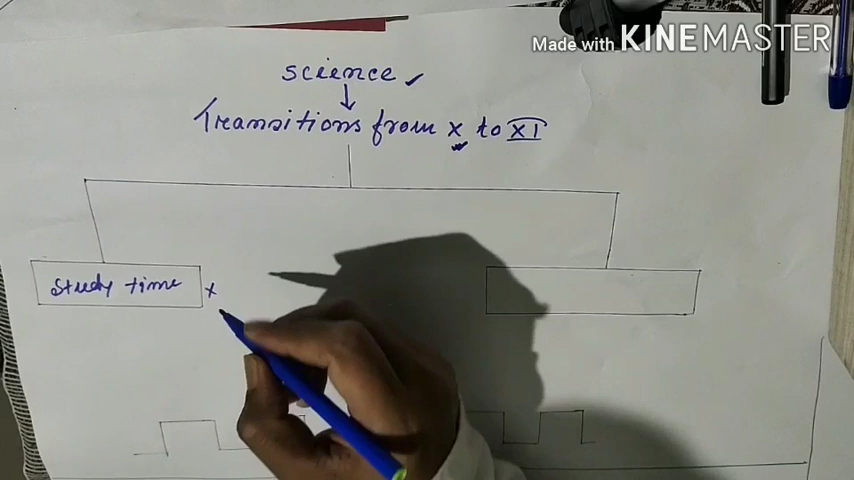 Made with KINEMASTER
science ✓
Transitions from X to XI
Study time x